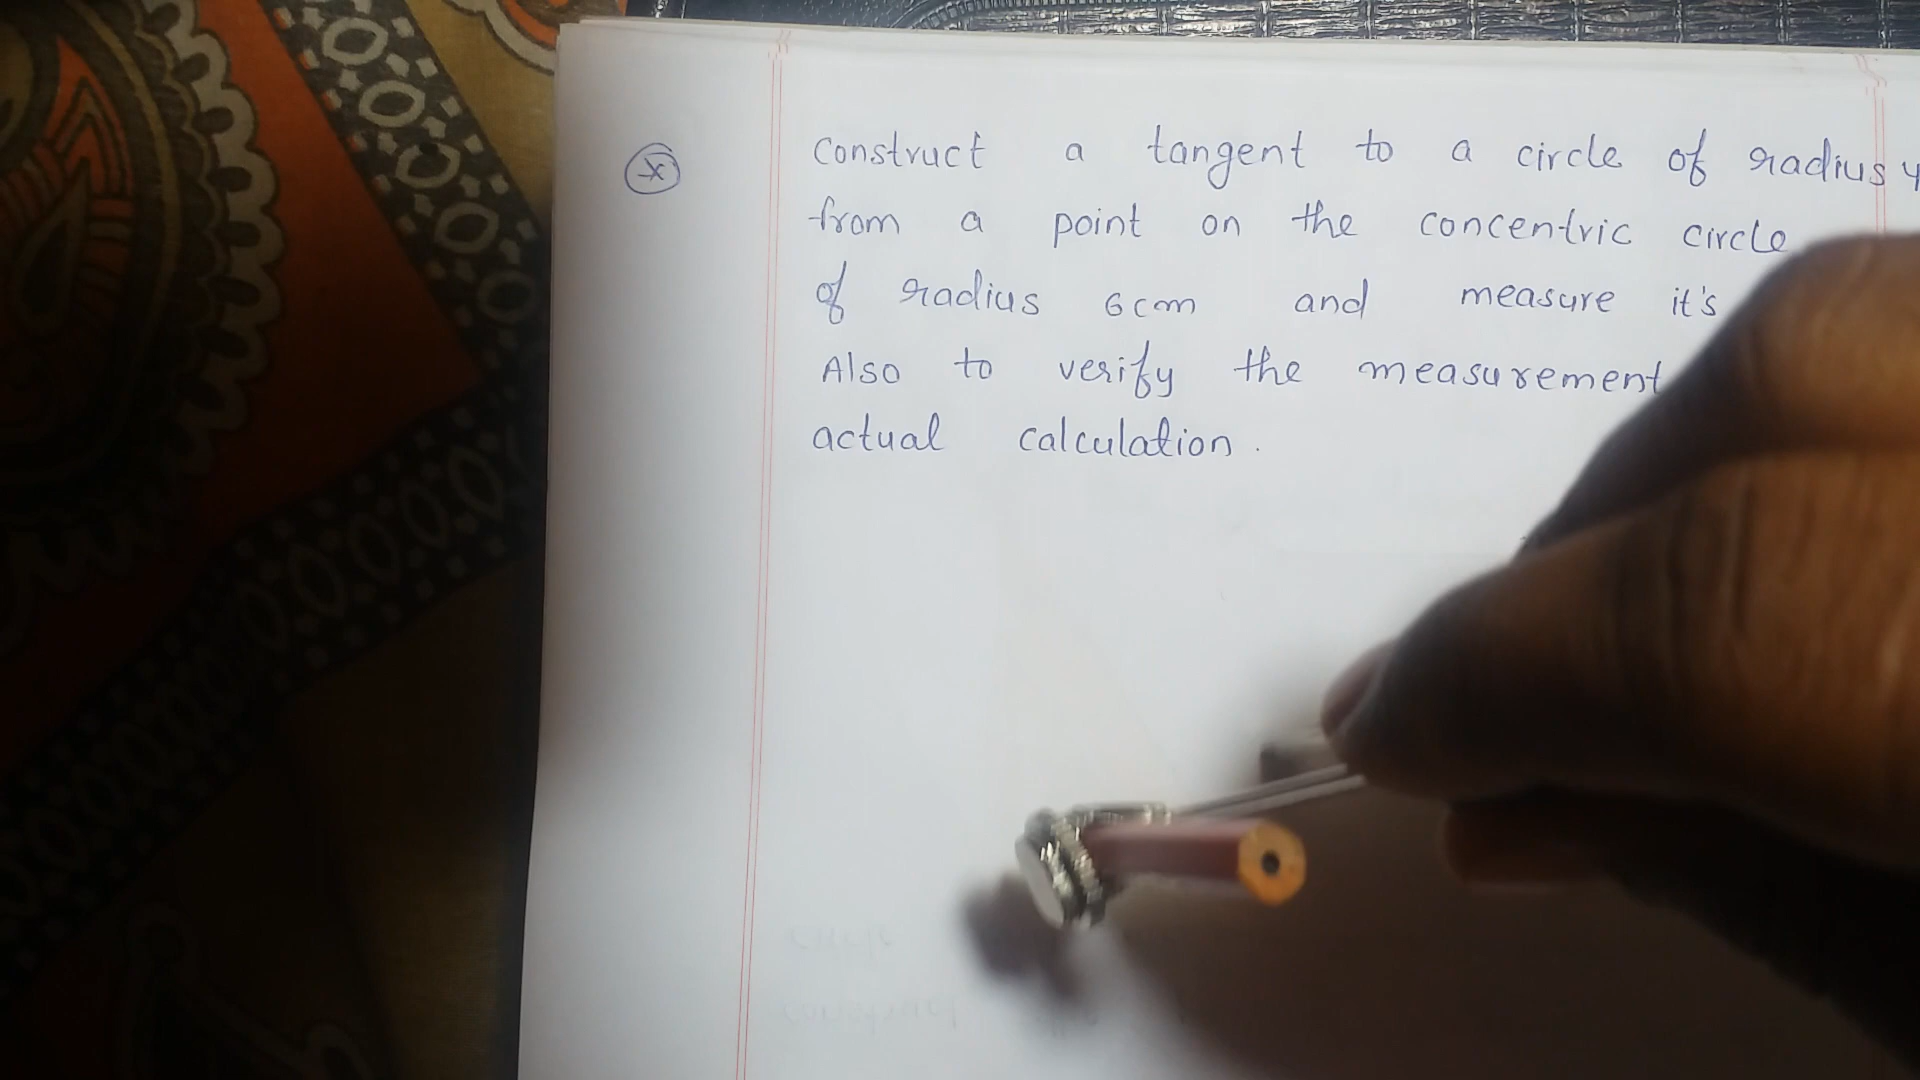 construct a tangent to a circle of radius 4
from a point on the concentric circle
of radius 6cm and measure it's
Also to verify the measurement
actual calculation.